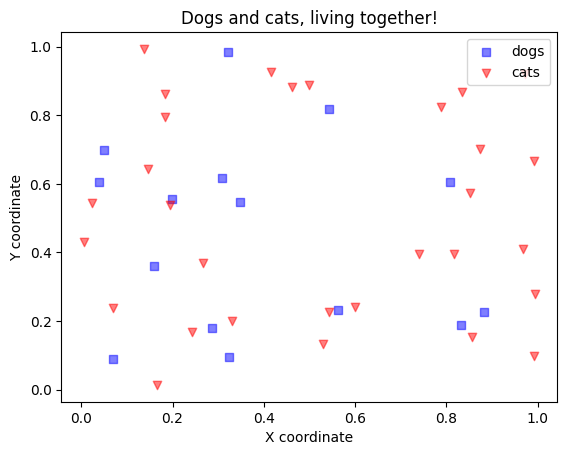 Dogs and cats, living together!
dogs
cats
1.0
0.8
0.6
0.4
0.2
0.0
Y coordinate
0.0 0.2 0.4 0.6 0.8 1.0
X coordinate